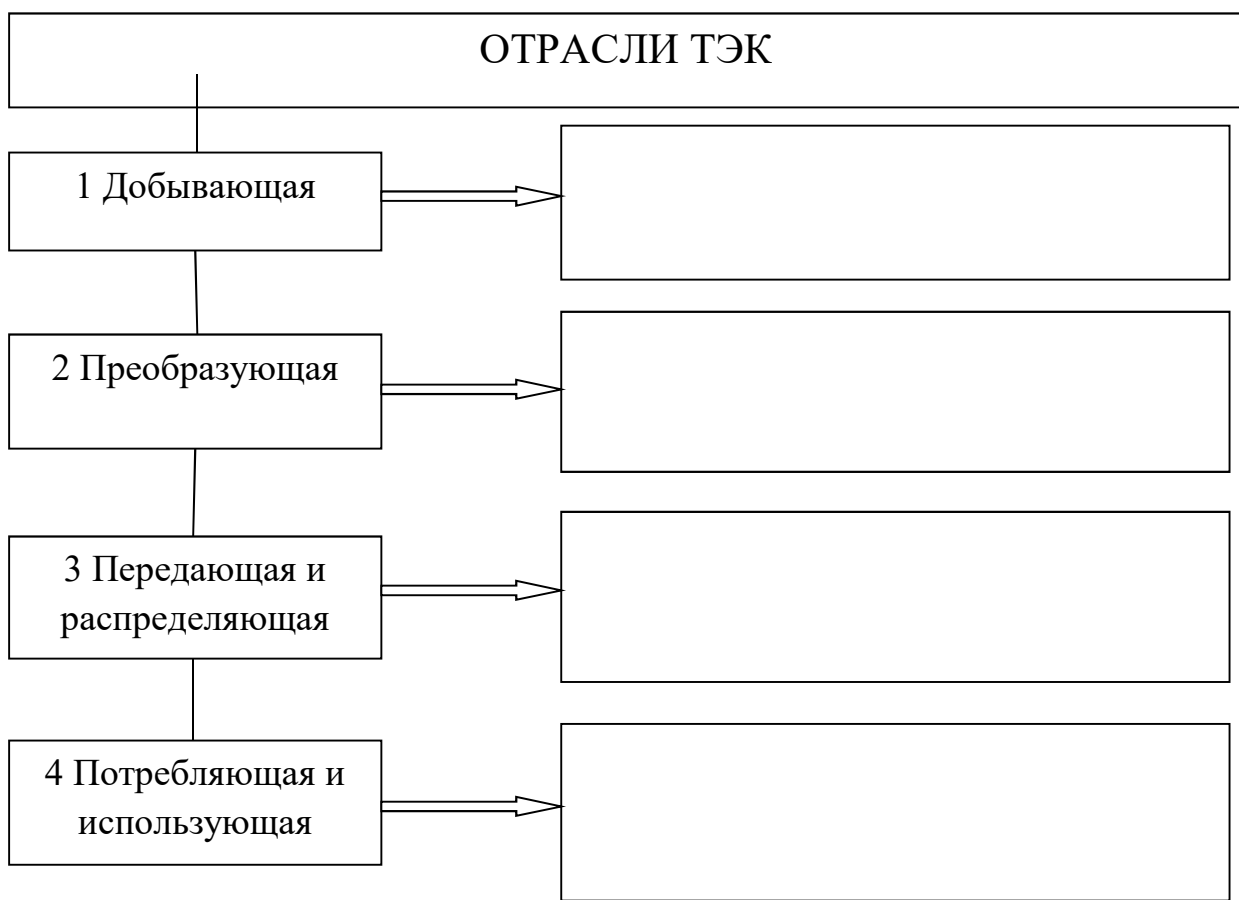 ОТРАСЛИ ТЭК
1 Добывающая
2 Преобразующая
3 Передающая и
распределяющая
4 Потребляющая и
использующая